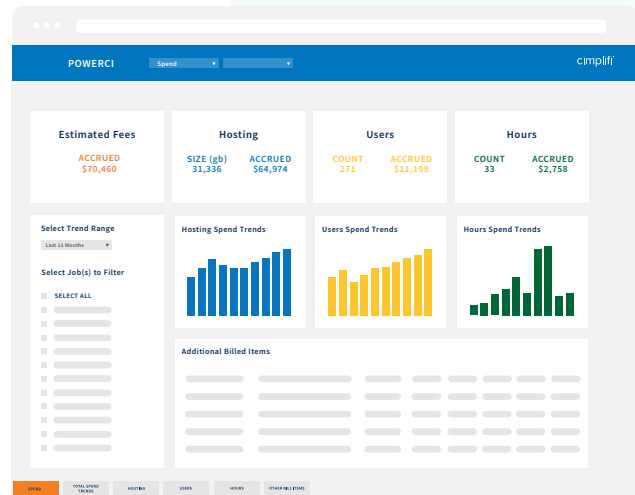 POWERCI
Spend
cimplifi
Estimated Fees
ACCRUED
$70,460
Hosting
SIZE (gb) ACCRUED
31,336 $64,974
Users
COUNT ACCRUED
271 $11,199
Hours
COUNT ACCRUED
33 $2,758
Select Trend Range
Last 11 Months
Select Job(s) to Filter
SELECT ALL
Hosting Spend Trends
Users Spend Trends
Hours Spend Trends
Additional Billed Items
SPEND
TOTAL SPEND
TRENDS
HOSTING
USERS
HOURS
OTHER BILL ITEMS